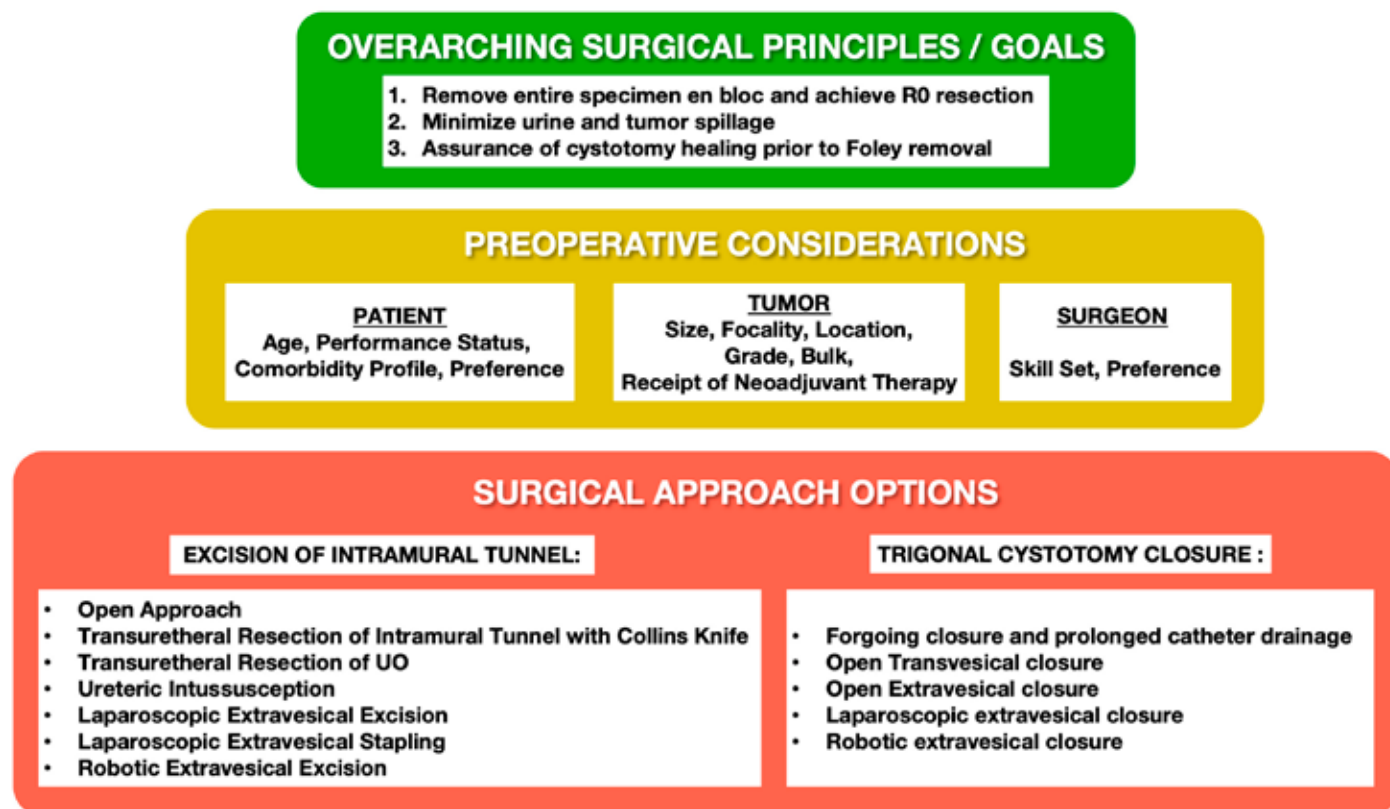 OVERARCHING SURGICAL PRINCIPLES / GOALS
1. Remove entire specimen en bloc and achieve R0 resection
2. Minimize urine and tumor spillage
3. Assurance of cystotomy healing prior to Foley removal
PREOPERATIVE CONSIDERATIONS
PATIENT
Age, Performance Status,
Comorbidity Profile, Preference
TUMOR
Size, Focality, Location,
Grade, Bulk,
Receipt of Neoadjuvant Therapy
SURGEON
Skill Set, Preference
SURGICAL APPROACH OPTIONS
EXCISION OF INTRAMURAL TUNNEL:
• Open Approach
• Transuretheral Resection of Intramural Tunnel with Collins Knife
• Transuretheral Resection of UO
• Ureteric Intussusception
• Laparoscopic Extravesical Excision
• Laparoscopic Extravesical Stapling
• Robotic Extravesical Excision
TRIGONAL CYSTOTOMY CLOSURE :
• Forgoing closure and prolonged catheter drainage
• Open Transvesical closure
• Open Extravesical closure
• Laparoscopic extravesical closure
• Robotic extravesical closure